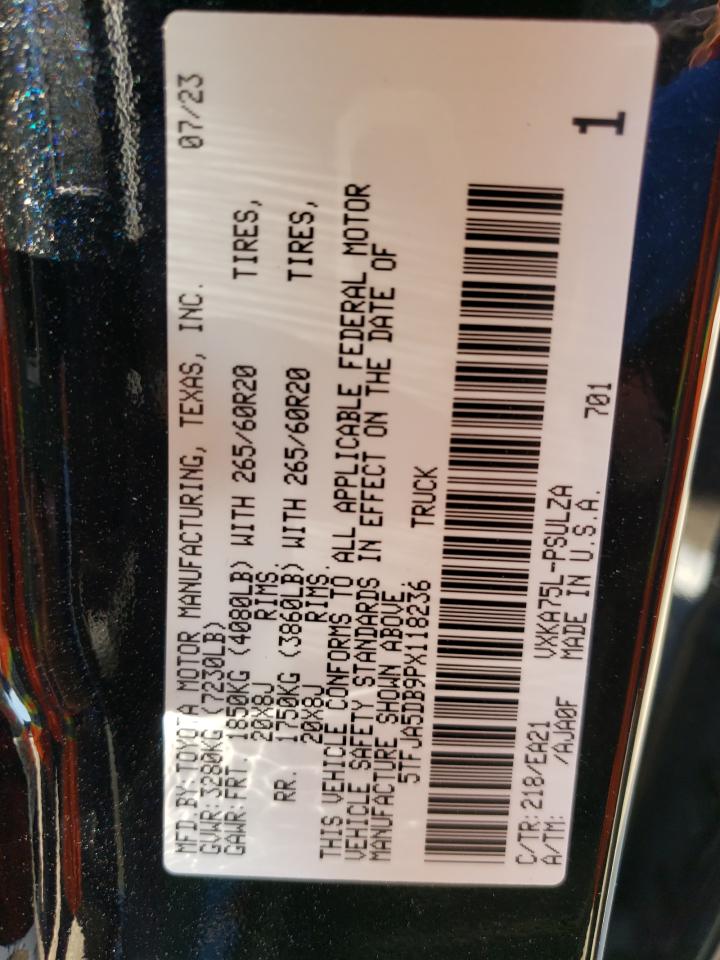 MFD BY:TOYOTA MOTOR MANUFACTURING, TEXAS, INC. 07/23
GVWR:3280KG (7230LB)
GAWR:FRT. 1850KG (4080LB) WITH 265/60R20 TIRES,
20X8J RIMS.
RR. 1750KG (3860LB) WITH 265/60R20 TIRES,
20X8J RIMS.
THIS VEHICLE CONFORMS TO ALL APPLICABLE FEDERAL MOTOR
VEHICLE SAFETY STANDARDS IN EFFECT ON THE DATE OF
MANUFACTURE SHOWN ABOVE.
5TFJA5DB9PX118236 TRUCK
C/TR:218/EA21 VXKA75L-PSULZA 1
A/TM: /AJA0F MADE IN U.S.A. 701